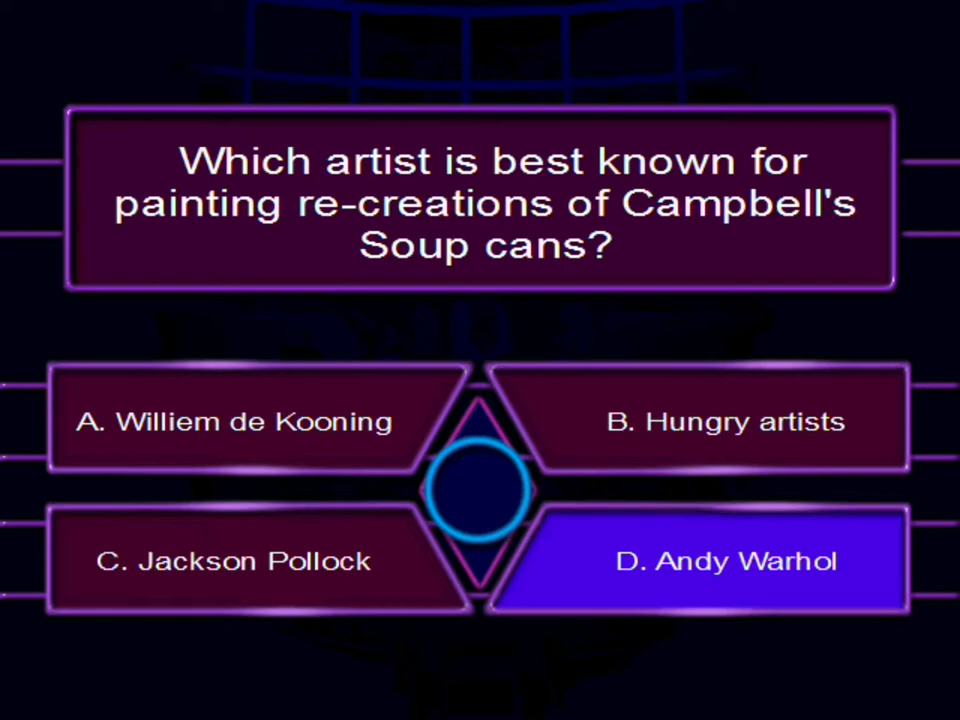 Which artist is best known for
painting re-creations of Campbell's
Soup cans?
A. Williem de Kooning
B. Hungry artists
C. Jackson Pollock
D. Andy Warhol